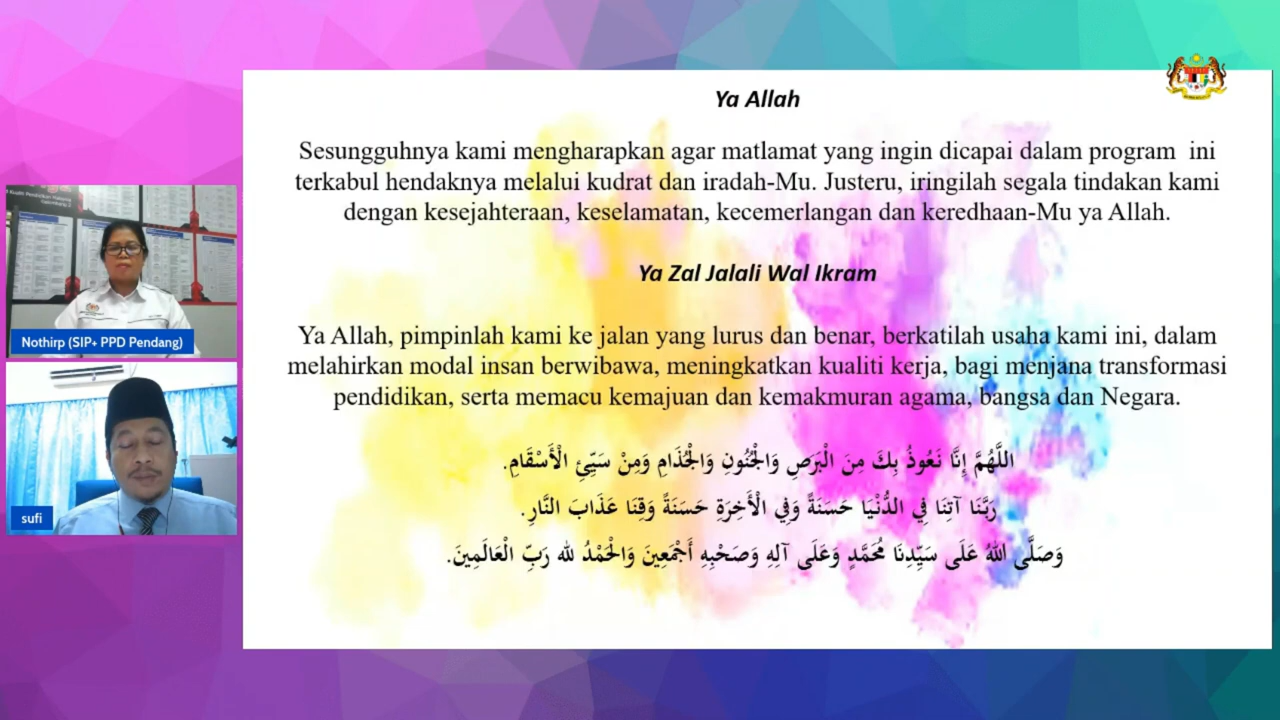 Ya Allah
Sesungguhnya kami mengharapkan agar matlamat yang ingin dicapai dalam program ini
terkabul hendaknya melalui kudrat dan iradah-Mu. Justeru, iringilah segala tindakan kami
dengan kesejahteraan, keselamatan, kecemerlangan dan keredhaan-Mu ya Allah.
Ya Zal Jalali Wal Ikram
Ya Allah, pimpinlah kami ke jalan yang lurus dan benar, berkatilah usaha kami ini, dalam
melahirkan modal insan berwibawa, meningkatkan kualiti kerja, bagi menjana transformasi
pendidikan, serta memacu kemajuan dan kemakmuran agama, bangsa dan Negara.
اللَّهُمَّ إِنَّا نَعُوذُ بِكَ مِنَ الْبَرَصِ وَالْجُنُونِ وَالْجُذَامِ وَمِنْ سَيِّئِ الْأَسْقَامِ.
رَبَّنَا آتِنَا فِي الدُّنْيَا حَسَنَةً وَفِي الْأَخِرَةِ حَسَنَةً وَقِنَا عَذَابَ النَّارِ.
وَصَلَّى اللهُ عَلَى سَيِّدِنَا مُحَمَّدٍ وَعَلَى آلِهِ وَصَحْبِهِ أَجْمَعِينَ وَالْحَمْدُ لله رَبِّ الْعَالَمِينَ.
Nothirp (SIP+ PPD Pendang)
sufi